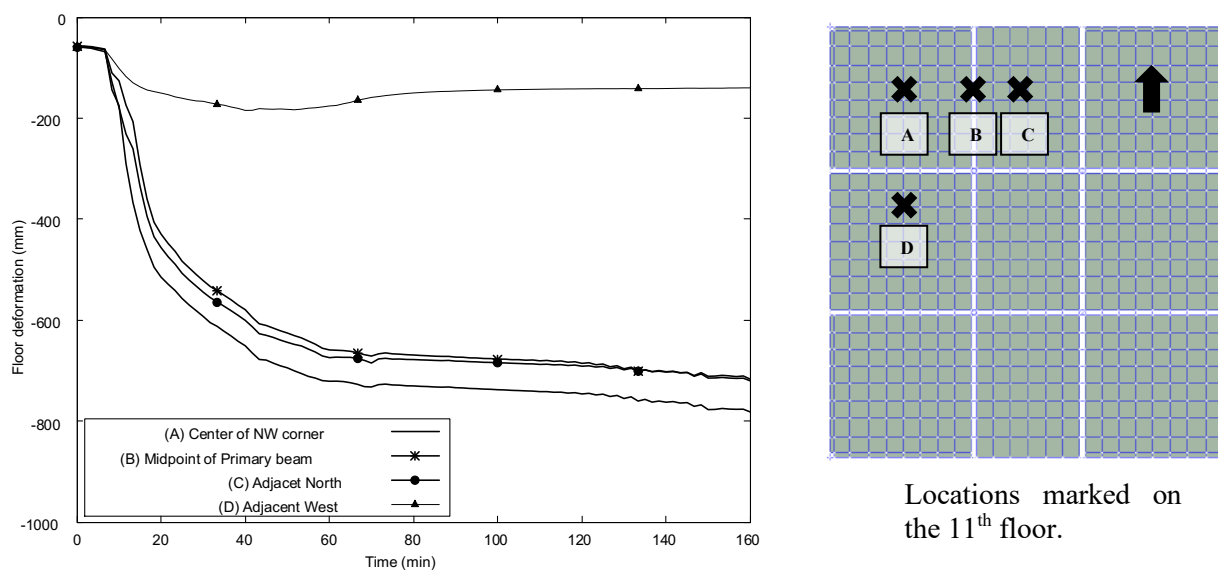 0
-200
-400
-600
-800
-1000
0
20
40
60
80
100
120
140
160
Floor deformation (mm)
Time (min)
(A) Center of NW corner
(B) Midpoint of Primary beam
(C) Adjacet North
(D) Adjacent West
A
B
C
D
Locations marked on
the 11th floor.